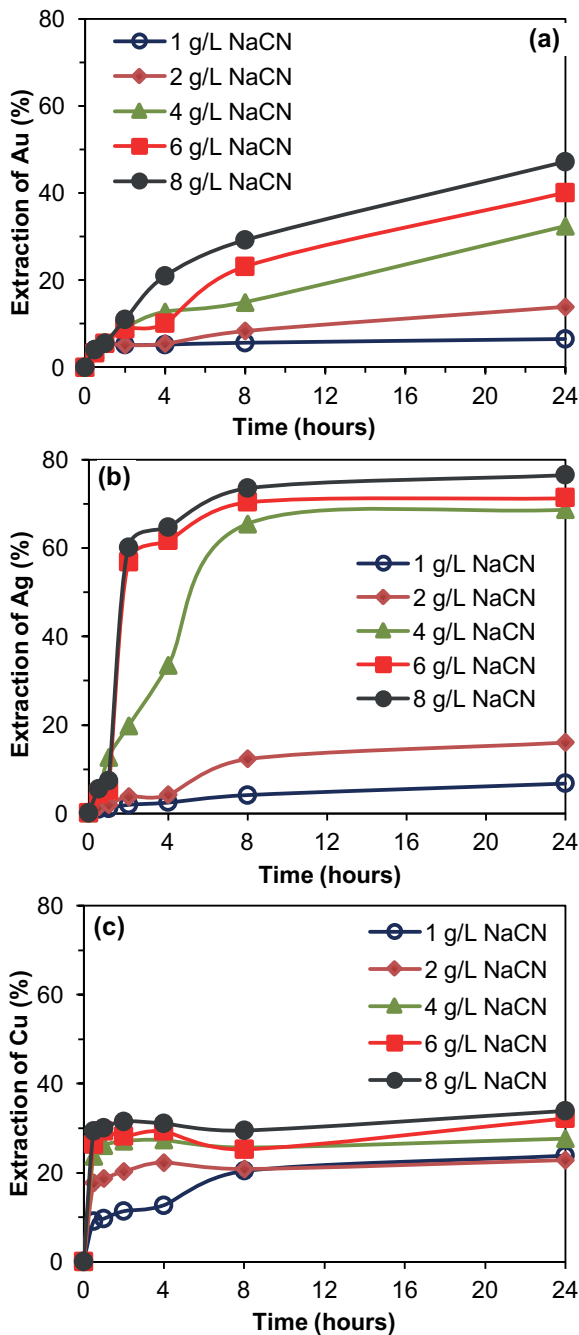 (a)
1 g/L NaCN
2 g/L NaCN
4 g/L NaCN
6 g/L NaCN
8 g/L NaCN
Extraction of Au (%)
80
60
40
20
0
0 4 8 12 16 20 24
Time (hours)
(b)
1 g/L NaCN
2 g/L NaCN
4 g/L NaCN
6 g/L NaCN
8 g/L NaCN
Extraction of Ag (%)
80
60
40
20
0
0 4 8 12 16 20 24
Time (hours)
(c)
1 g/L NaCN
2 g/L NaCN
4 g/L NaCN
6 g/L NaCN
8 g/L NaCN
Extraction of Cu (%)
80
60
40
20
0
0 4 8 12 16 20 24
Time (hours)